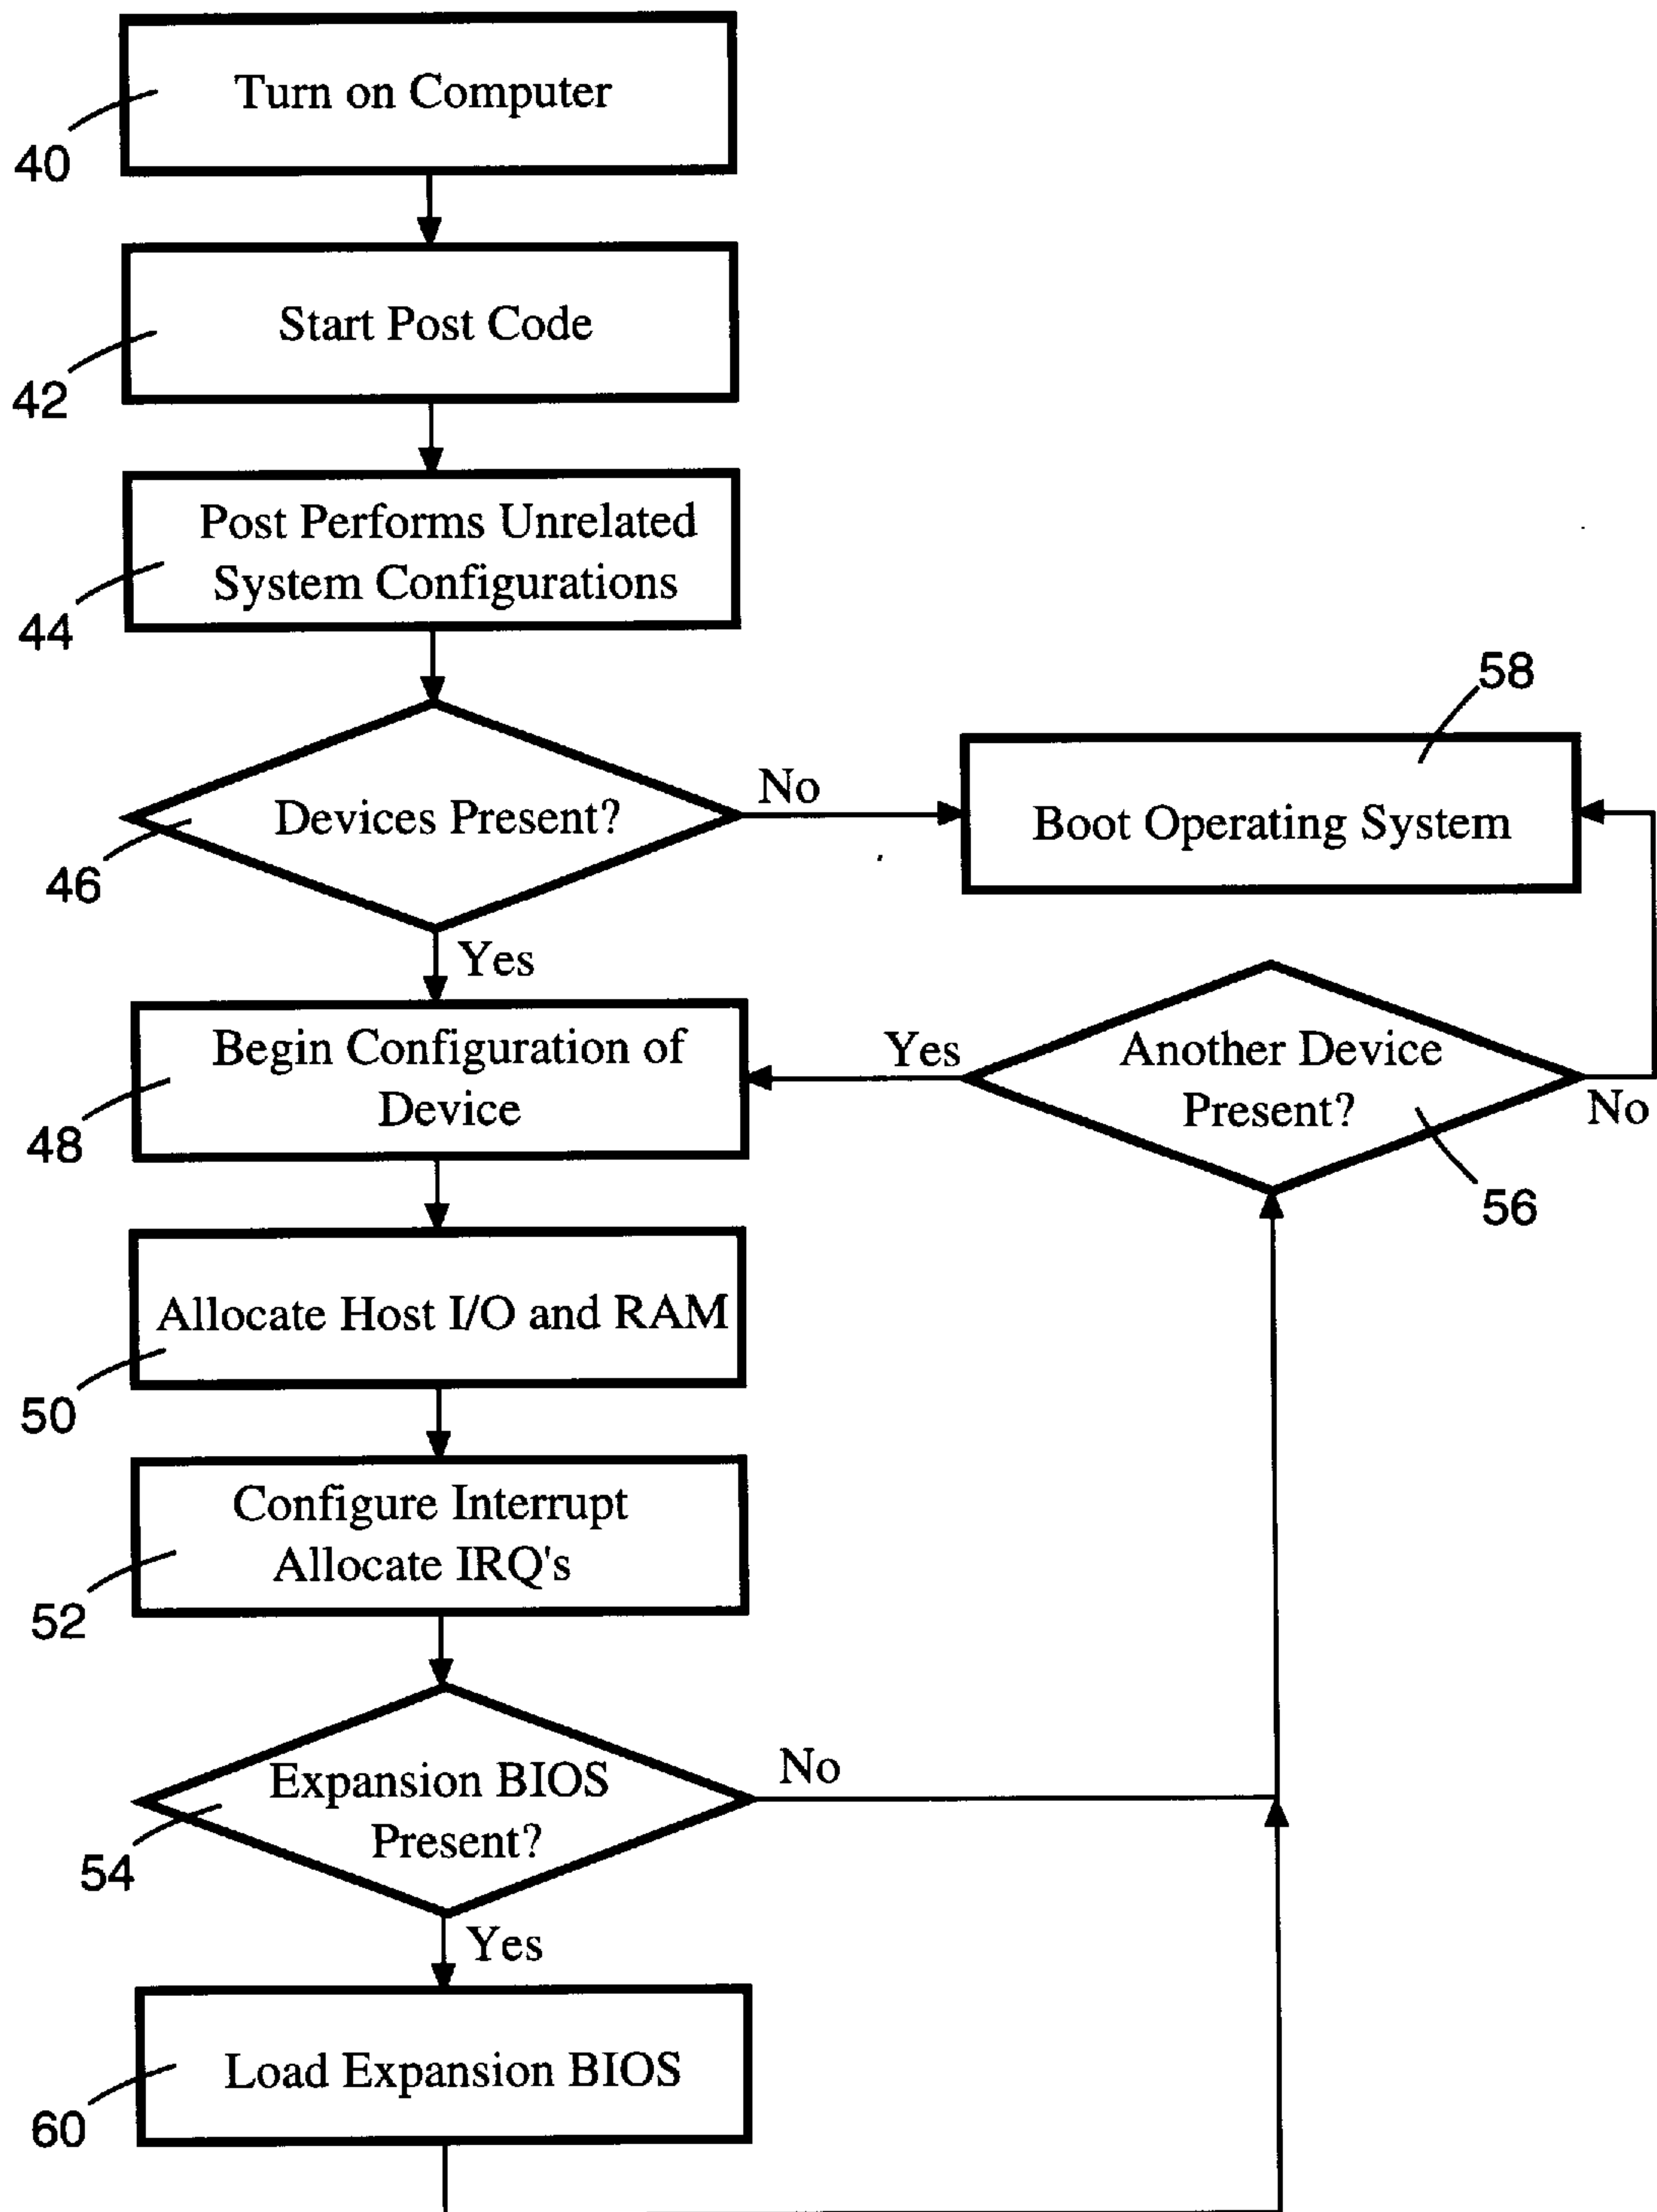 Turn on Computer
40
Start Post Code
42
Post Performs Unrelated
System Configurations
44
58
Devices Present?
No
Boot Operating System
46
Yes
Begin Configuration of
Device
48
Yes
Another Device
Present?
No
56
Allocate Host I/O and RAM
50
Configure Interrupt
Allocate IRQ's
52
Expansion BIOS
Present?
No
54
Yes
Load Expansion BIOS
60